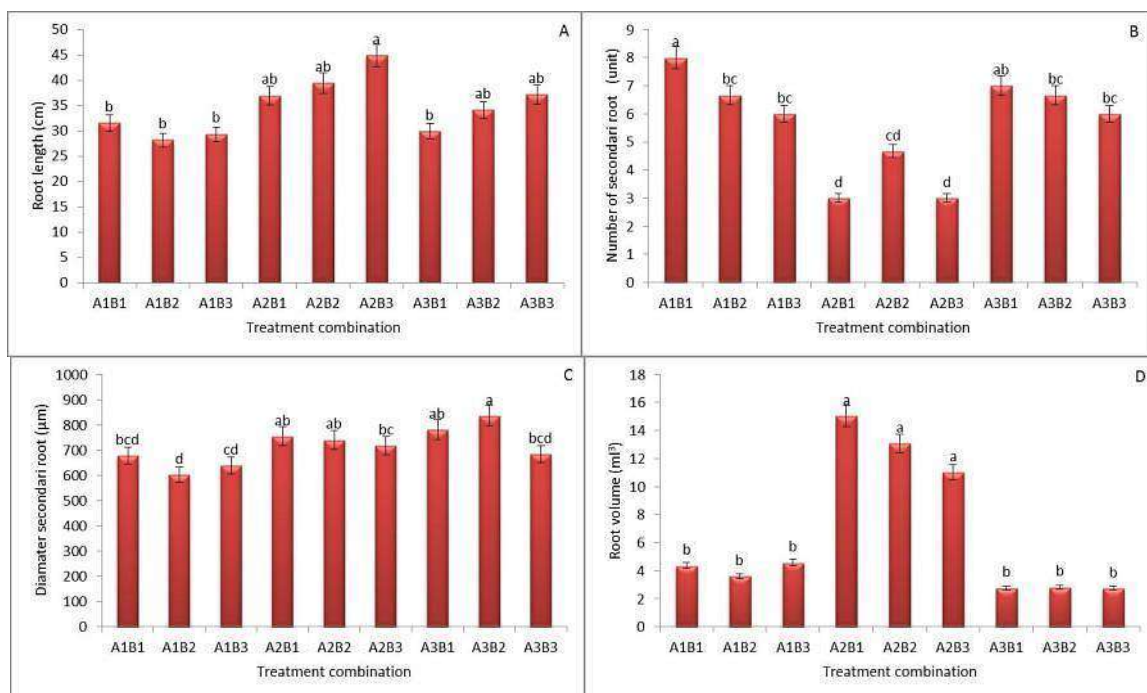 A
Root length (cm)
50
45
40
35
30
25
20
15
10
5
0
b
b
b
ab
ab
a
b
ab
ab
A1B1 A1B2 A1B3 A2B1 A2B2 A2B3 A3B1 A3B2 A3B3
Treatment combination
B
Number of secondari root (unit)
9
8
7
6
5
4
3
2
1
0
a
bc
bc
d
cd
d
ab
bc
bc
A1B1 A1B2 A1B3 A2B1 A2B2 A2B3 A3B1 A3B2 A3B3
Treatment combination
C
Diamater secondari root (μm)
1000
900
800
700
600
500
400
300
200
100
0
bcd
d
cd
ab
ab
bc
ab
a
bcd
A1B1 A1B2 A1B3 A2B1 A2B2 A2B3 A3B1 A3B2 A3B3
Treatment combination
D
Root volume (ml³)
18
16
14
12
10
8
6
4
2
0
b
b
b
a
a
a
b
b
b
A1B1 A1B2 A1B3 A2B1 A2B2 A2B3 A3B1 A3B2 A3B3
Treatment combination